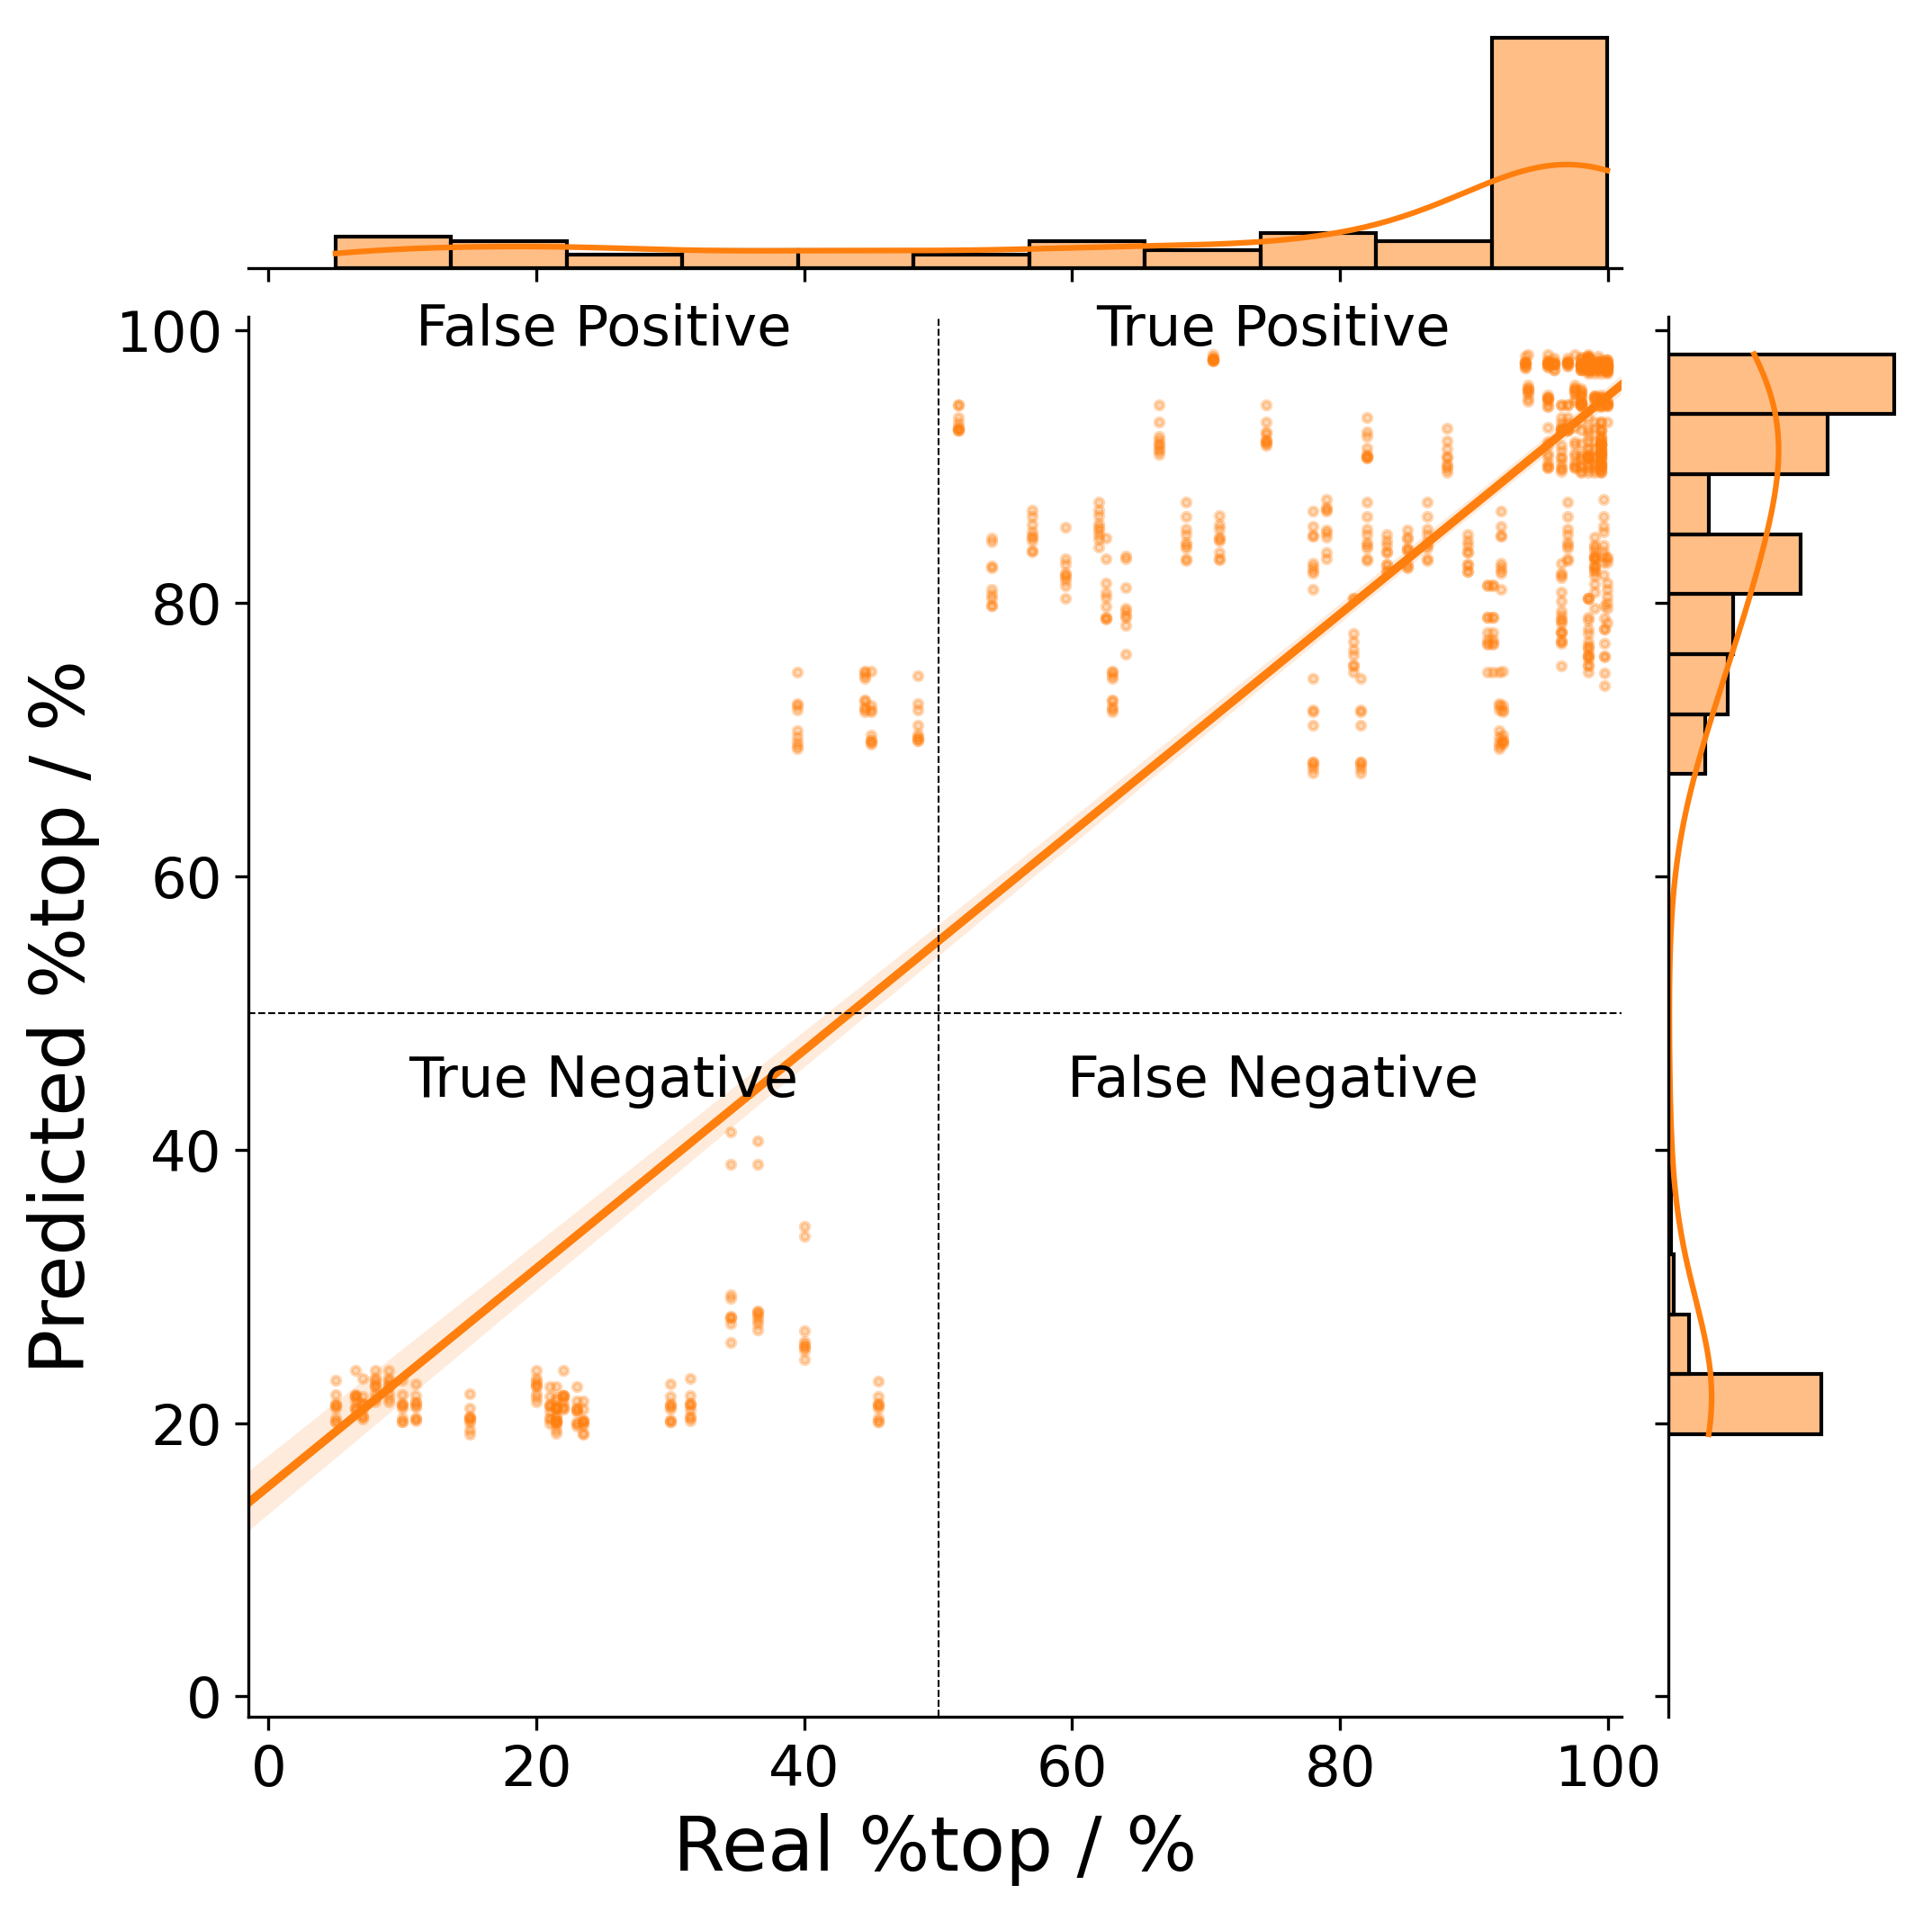 False Positive
True Positive
100
80
60
40
20
0
Predicted %top / %
True Negative
False Negative
0
20
40
60
80
100
Real %top / %